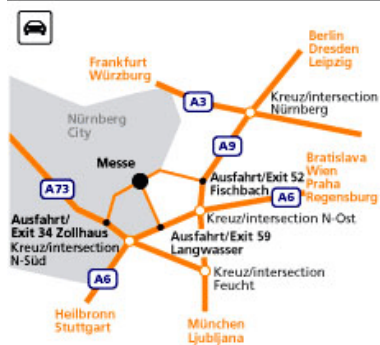 Berlin
Dresden
Leipzig
Frankfurt
Würzburg
A3
Kreuz/intersection
Nürnberg
Nürnberg
City
A9
Messe
Bratislava
Wien
Praha
Regensburg
A73
Ausfahrt/Exit 52
Fischbach
A6
Kreuz/intersection N-Ost
Ausfahrt/
Exit 34 Zollhaus
Kreuz/intersection
N-Süd
Ausfahrt/Exit 59
Langwasser
A6
Kreuz/intersection
Feucht
Heilbronn
Stuttgart
München
Ljubljana